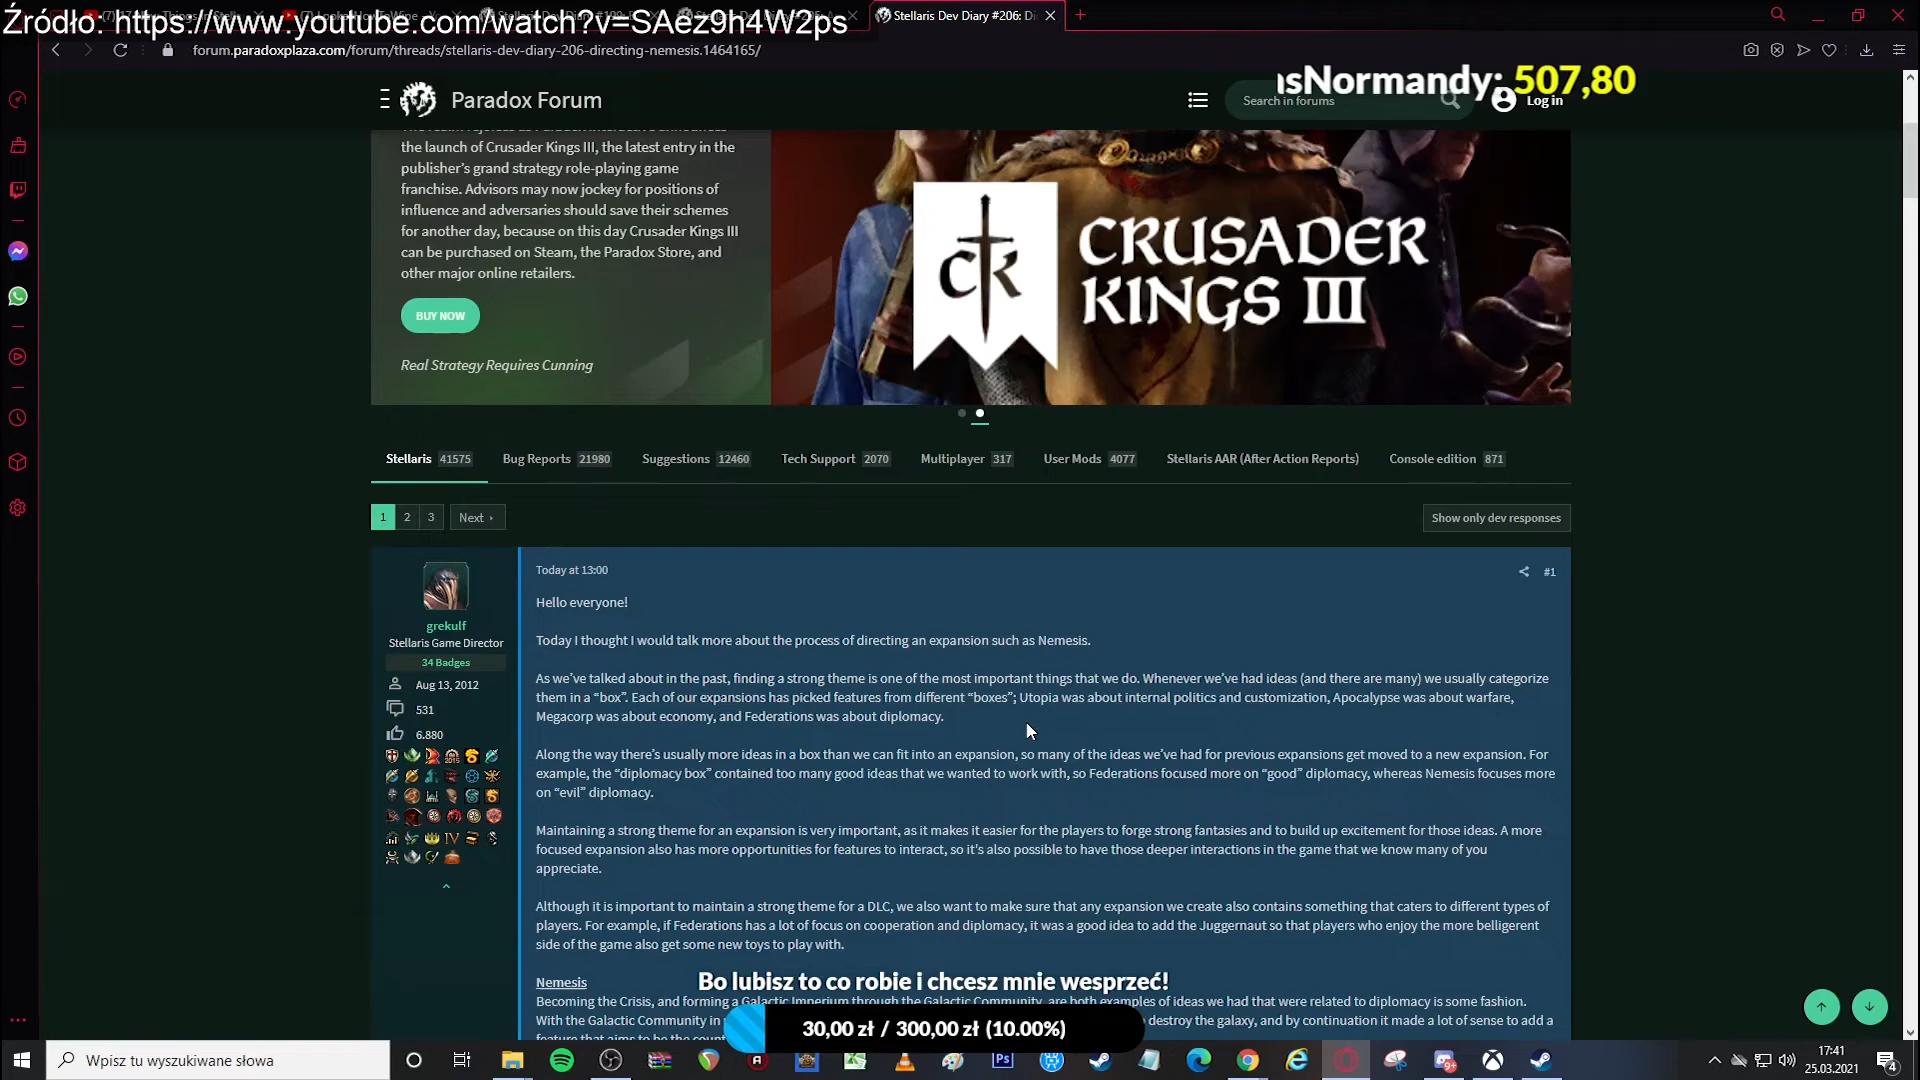 Źródło: https://www.youtube.com/watch?v=SAez9h4W2ps
Stellaris Dev Diary #206: Di
forum.paradoxplaza.com/forum/threads/stellaris-dev-diary-206-directing-nemesis.1464165/
Paradox Forum
Search in forums
Log in
isNormandy: 507,80
the launch of Crusader Kings III, the latest entry in the
publisher's grand strategy role-playing game
franchise. Advisors may now jockey for positions of
influence and adversaries should save their schemes
for another day, because on this day Crusader Kings III
can be purchased on Steam, the Paradox Store, and
other major online retailers.
BUY NOW
Real Strategy Requires Cunning
CK
CRUSADER
KINGS III
Stellaris 41575 Bug Reports 21980 Suggestions 12460 Tech Support 2070 Multiplayer 317 User Mods 4077 Stellaris AAR (After Action Reports) Console edition 871
1 2 3 Next
Show only dev responses
grekulf
Stellaris Game Director
34 Badges
Aug 13, 2012
531
6.880
Today at 13:00
#1
Hello everyone!
Today I thought I would talk more about the process of directing an expansion such as Nemesis.
As we've talked about in the past, finding a strong theme is one of the most important things that we do. Whenever we've had ideas (and there are many) we usually categorize
them in a “box”. Each of our expansions has picked features from different “boxes”; Utopia was about internal politics and customization, Apocalypse was about warfare,
Megacorp was about economy, and Federations was about diplomacy.
Along the way there's usually more ideas in a box than we can fit into an expansion, so many of the ideas we've had for previous expansions get moved to a new expansion. For
example, the “diplomacy box” contained too many good ideas that we wanted to work with, so Federations focused more on “good” diplomacy, whereas Nemesis focuses more
on “evil” diplomacy.
Maintaining a strong theme for an expansion is very important, as it makes it easier for the players to forge strong fantasies and to build up excitement for those ideas. A more
focused expansion also has more opportunities for features to interact, so it's also possible to have those deeper interactions in the game that we know many of you
appreciate.
Although it is important to maintain a strong theme for a DLC, we also want to make sure that any expansion we create also contains something that caters to different types of
players. For example, if Federations has a lot of focus on cooperation and diplomacy, it was a good idea to add the Juggernaut so that players who enjoy the more belligerent
side of the game also get some new toys to play with.
Nemesis
Becoming the Crisis, and forming a Galactic Imperium through the Galactic Community, are both examples of ideas we had that were related to diplomacy is some fashion.
With the Galactic Community in
destroy the galaxy, and by continuation it made a lot of sense to add a
Bo lubisz to co robie i chcesz mnie wesprzeć!
30,00 zł / 300,00 zł (10.00%)
Wpisz tu wyszukiwane słowa
17:41
25.03.2021